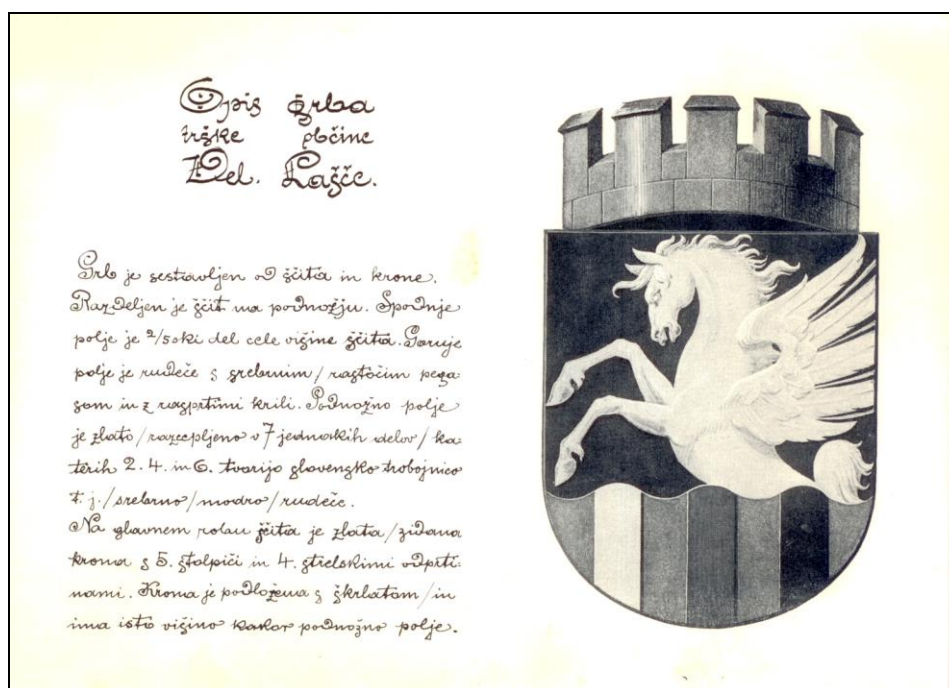 Opis grba
trške občine
Vel. Lašče.
Grb je sestavljen od ščita in krone.
Razdeljen je ščit na podnožju. Spodnje
polje je 2/5ski del cele višine ščita. Gornje
polje je rudeče s srebrnim / rastočim pega-
som in z razprtimi krili. Podnožno polje
je zlato / razcepljeno v 7 jednakih delov / ka-
terih 2. 4. in 6. tvorijo slovensko trobojnico
t. j. / srebrno / modro / rudeče.
Na glavnem robu ščita je zlata / zidana
krona s 5. stolpiči in 4. strelskimi odprti-
nami. Krona je podložena s škrlatom / in
ima isto višino kakor podnožno polje.